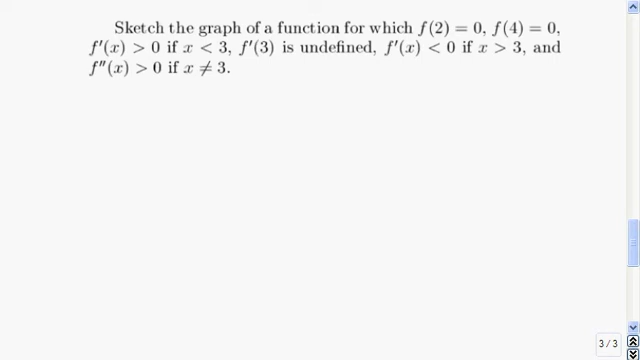 Sketch the graph of a function for which f(2) = 0, f(4) = 0,
f′(x) > 0 if x < 3, f′(3) is undefined, f′(x) < 0 if x > 3, and
f″(x) > 0 if x ≠ 3.
3/3